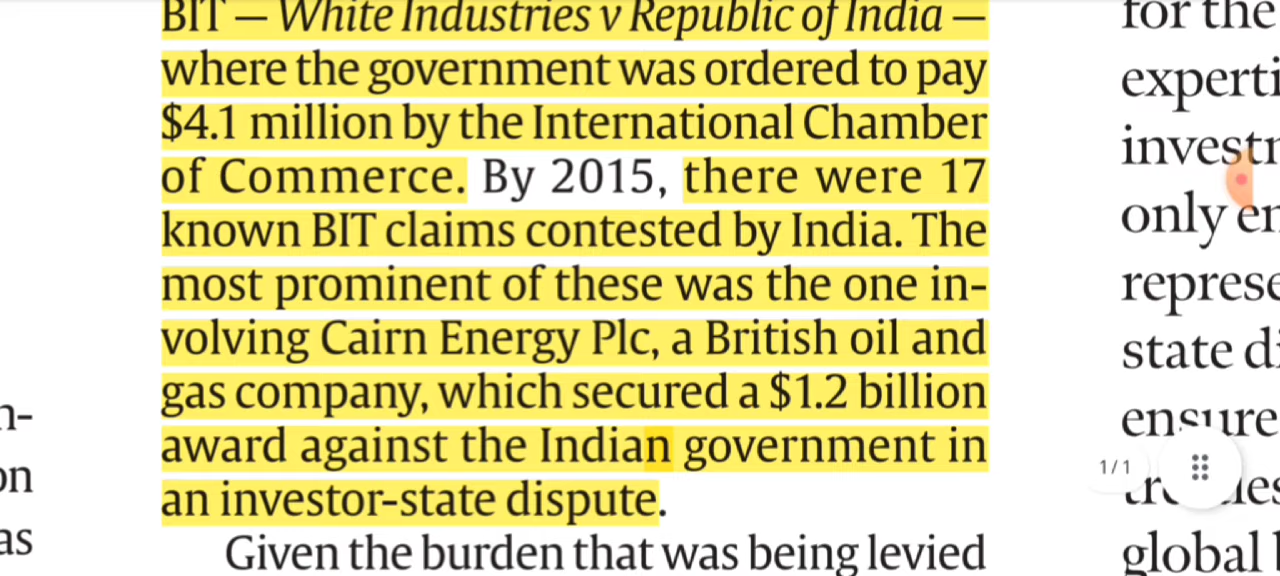 BIT – White Industries v Republic of India –
where the government was ordered to pay
$4.1 million by the International Chamber
of Commerce. By 2015, there were 17
known BIT claims contested by India. The
most prominent of these was the one in-
volving Cairn Energy Plc, a British oil and
gas company, which secured a $1.2 billion
award against the Indian government in
an investor-state dispute.
Given the burden that was being levied
n-
on
as
for the
experti
investm
only en
represe
state di
ensure
global
1/1